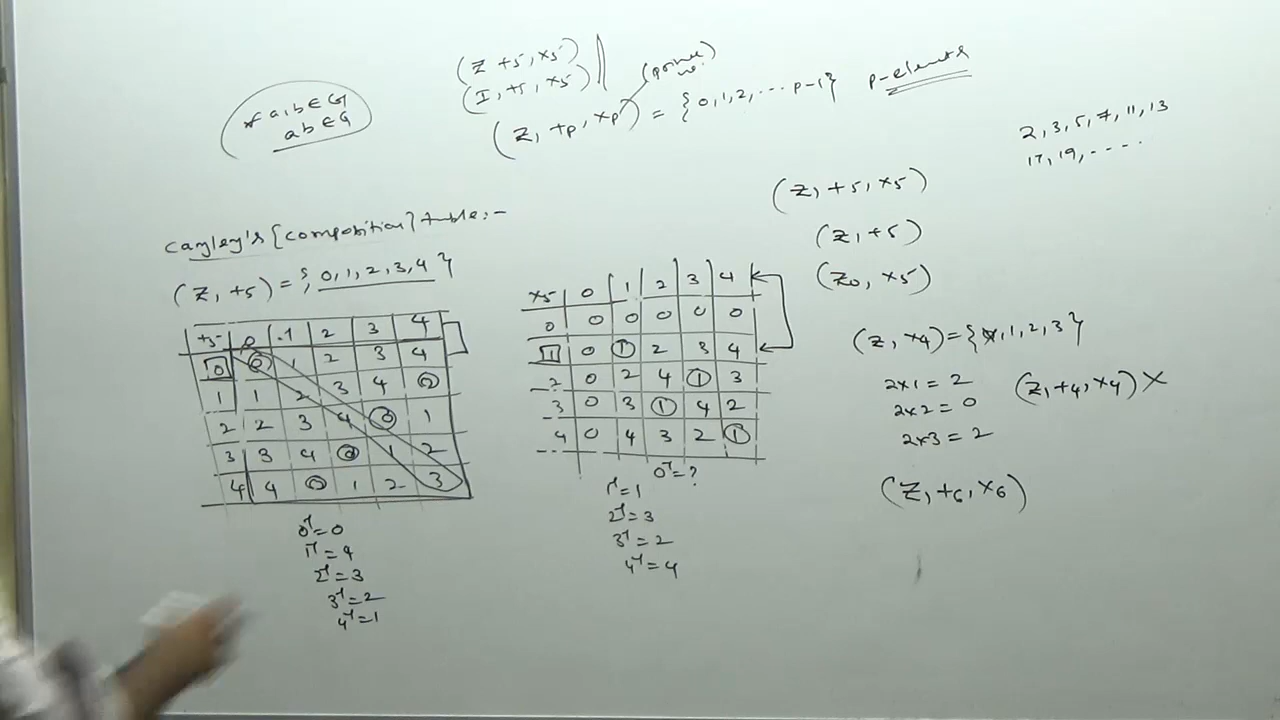 * a,b ∈ G
ab ∈ G
(Z +5, ×5)
(I, +5, ×5)
(prime no.)
(Z, +p, ×p) = {0, 1, 2, ... p-1} p-elements
2, 3, 5, 7, 11, 13
17, 19, ....
Cayley's [composition] table:-
(Z, +5) = {0, 1, 2, 3, 4}
+5 0 1 2 3 4
0 0 1 2 3 4
1 1 2 3 4 0
2 2 3 4 0 1
3 3 4 0 1 2
4 4 0 1 2 3
0⁻¹ = 0
1⁻¹ = 4
2⁻¹ = 3
3⁻¹ = 2
4⁻¹ = 1
×5 0 1 2 3 4
0 0 0 0 0 0
1 0 1 2 3 4
2 0 2 4 1 3
3 0 3 1 4 2
4 0 4 3 2 1
0⁻¹ = ?
1⁻¹ = 1
2⁻¹ = 3
3⁻¹ = 2
4⁻¹ = 4
(Z, +5, ×5)
(Z, +5)
(Z0, ×5)
(Z, ×4) = {0, 1, 2, 3}
2×1 = 2
2×2 = 0
2×3 = 2
(Z, +4, ×4) ×
(Z, +6, ×6)